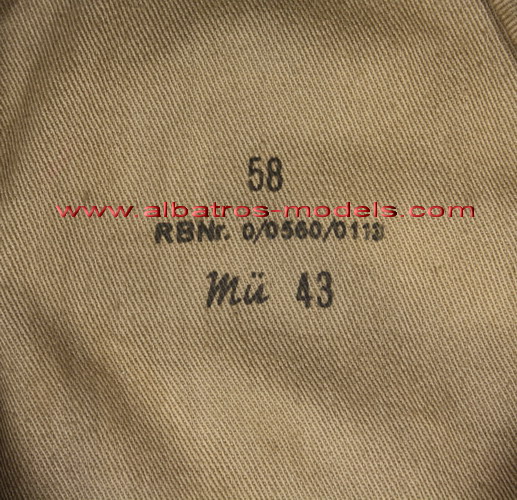 58
www.albatros-models.com
RBNr. 0/0560/0113
Mü 43